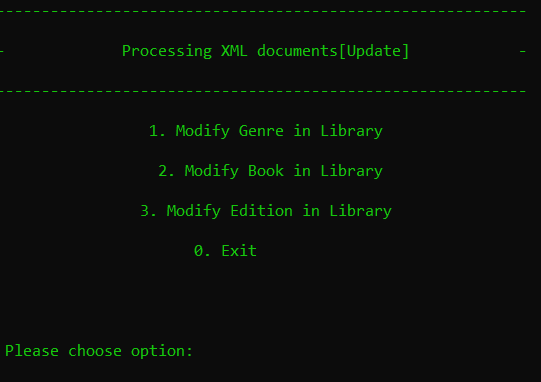 -----------------------------------------------------------
- Processing XML documents[Update] -
-----------------------------------------------------------
1. Modify Genre in Library
2. Modify Book in Library
3. Modify Edition in Library
0. Exit
Please choose option: